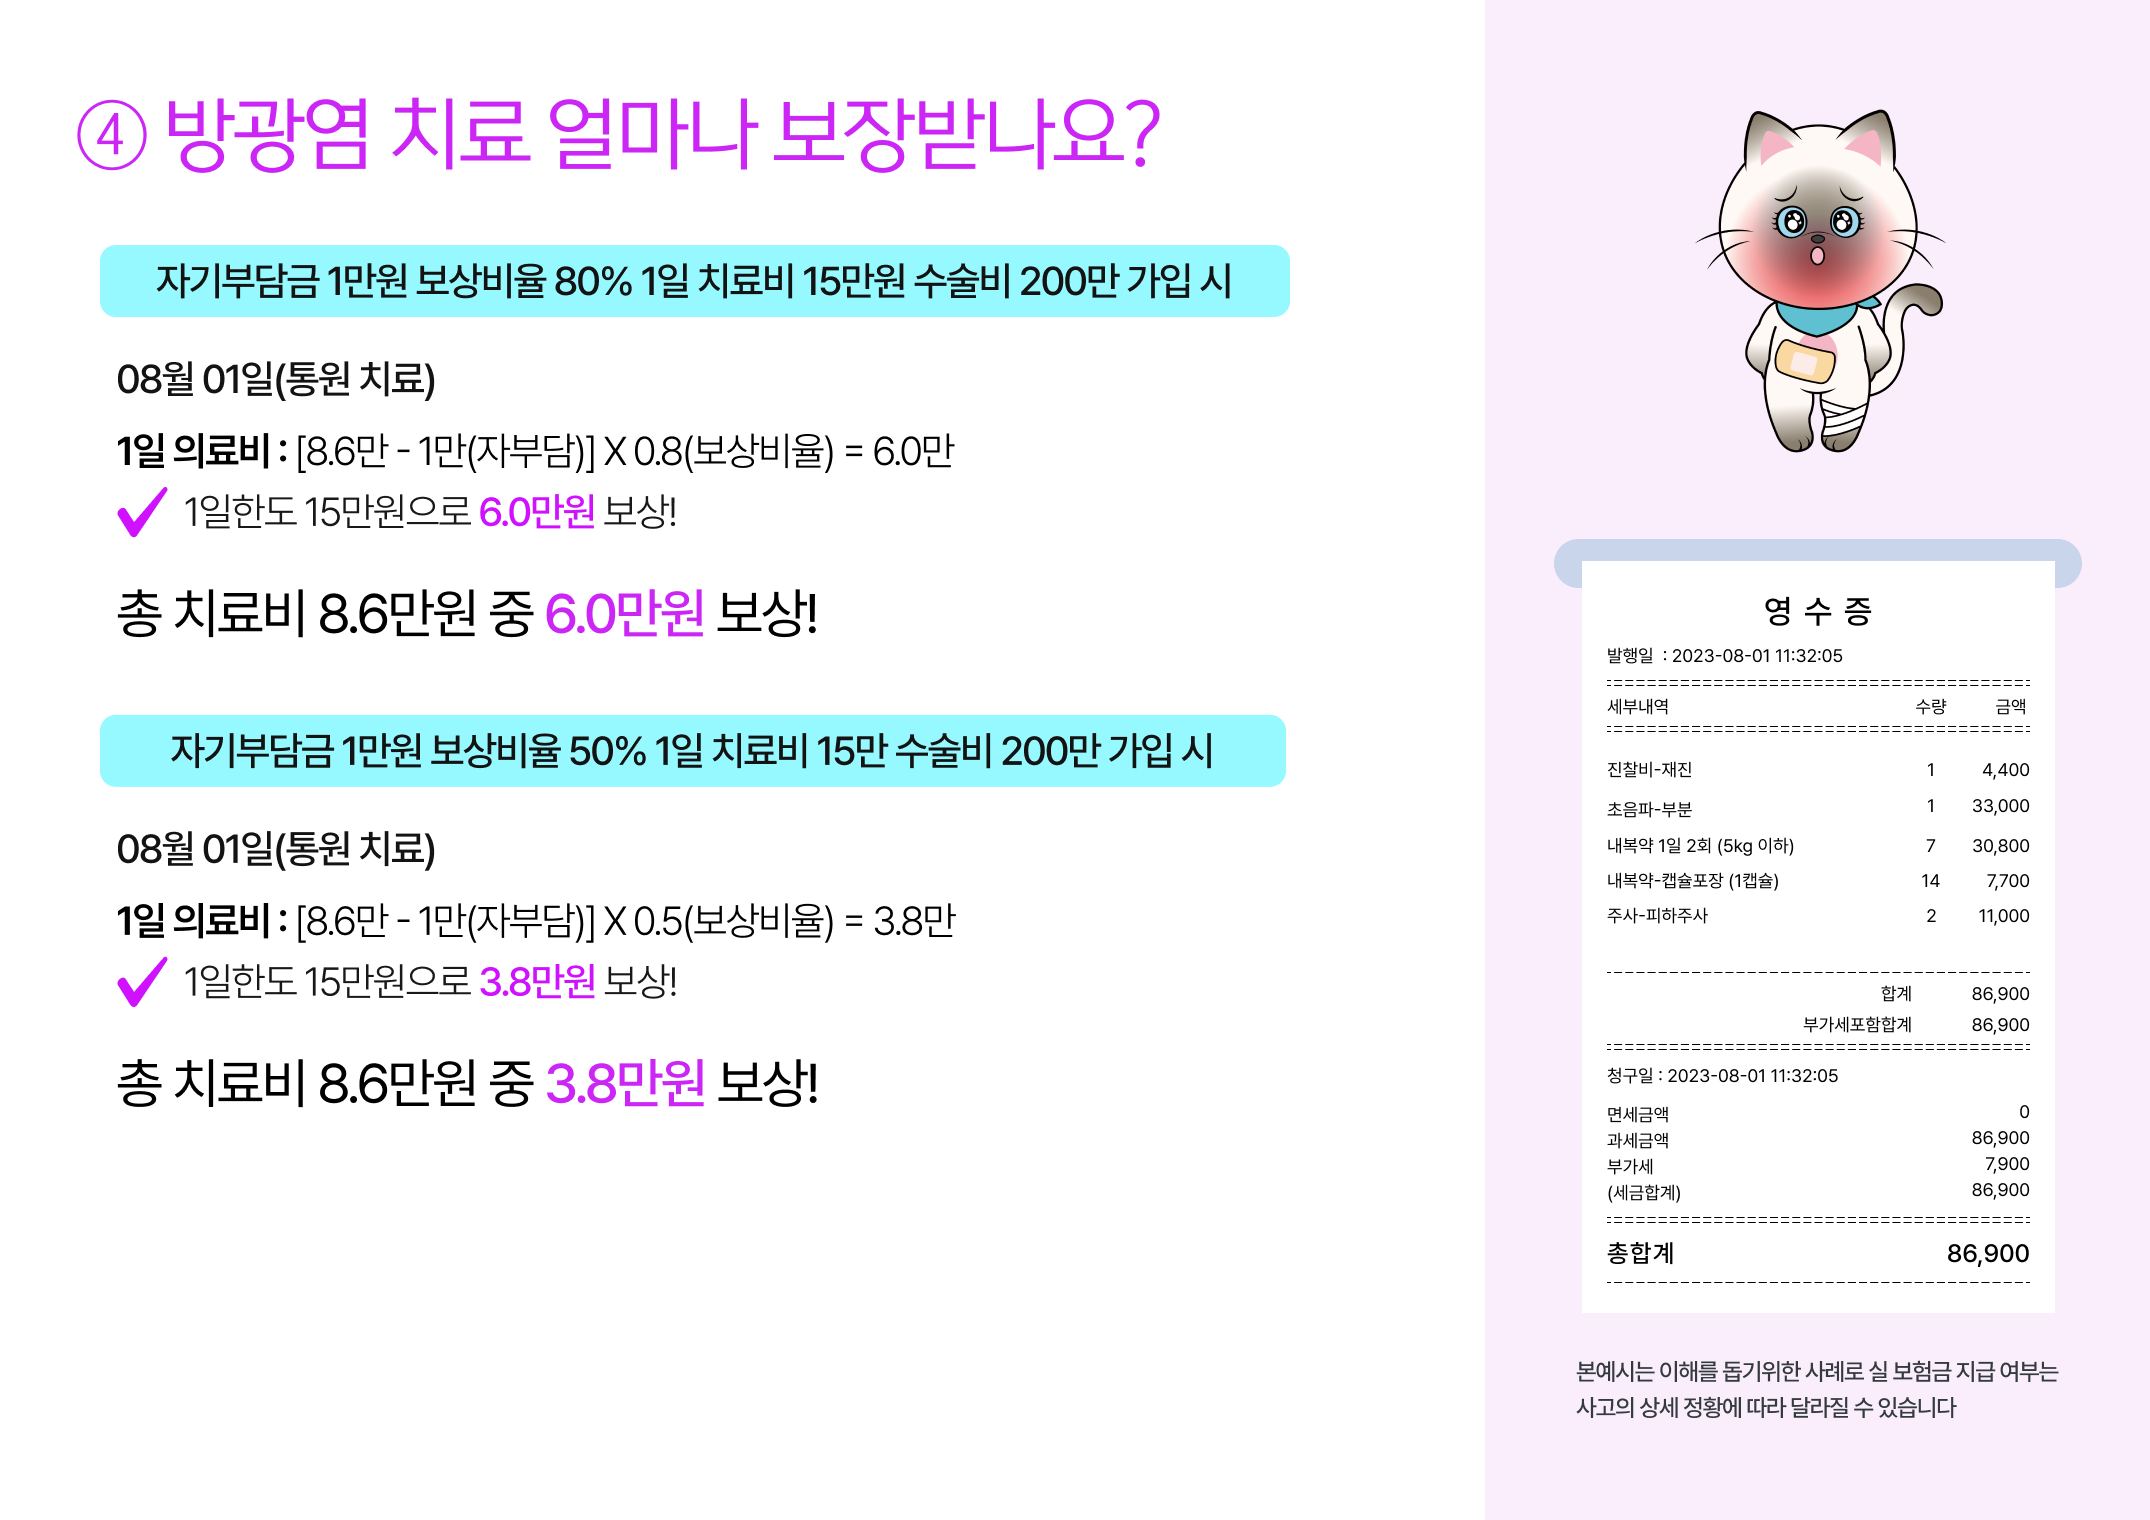 ④ 방광염 치료 얼마나 보장받나요?
자기부담금 1만원 보상비율 80% 1일 치료비 15만원 수술비 200만 가입 시
08월 01일(통원 치료)
1일 의료비 : [8.6만 - 1만(자부담)] X 0.8(보상비율) = 6.0만
1일한도 15만원으로 6.0만원 보상!
총 치료비 8.6만원 중 6.0만원 보상!
자기부담금 1만원 보상비율 50% 1일 치료비 15만 수술비 200만 가입 시
08월 01일(통원 치료)
1일 의료비 : [8.6만 - 1만(자부담)] X 0.5(보상비율) = 3.8만
1일한도 15만원으로 3.8만원 보상!
총 치료비 8.6만원 중 3.8만원 보상!
영 수 증
발행일 : 2023-08-01 11:32:05
세부내역 수량 금액
진찰비-재진 1 4,400
초음파-부분 1 33,000
내복약 1일 2회 (5kg 이하) 7 30,800
내복약-캡슐포장 (1캡슐) 14 7,700
주사-피하주사 2 11,000
합계 86,900
부가세포함합계 86,900
청구일 : 2023-08-01 11:32:05
면세금액 0
과세금액 86,900
부가세 7,900
(세금합계) 86,900
총합계 86,900
본예시는 이해를 돕기위한 사례로 실 보험금 지급 여부는
사고의 상세 정황에 따라 달라질 수 있습니다